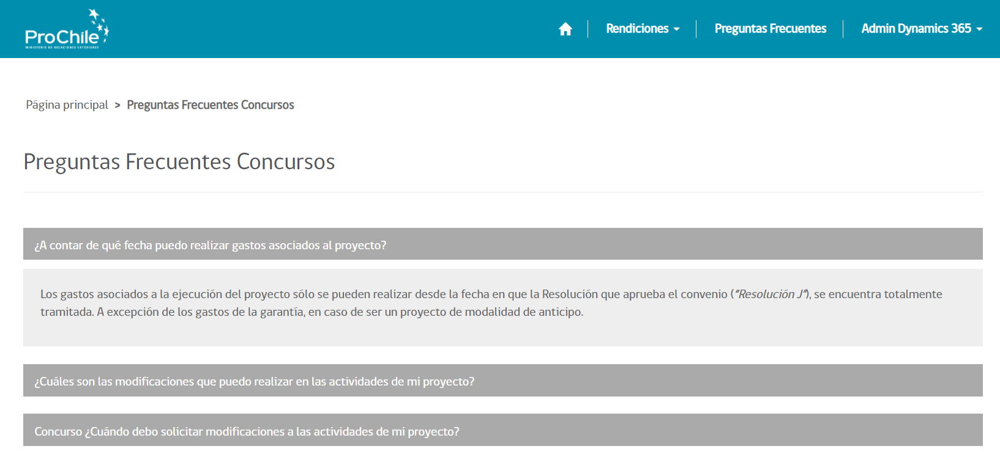 ProChile
MINISTERIO DE RELACIONES EXTERIORES
Rendiciones
Preguntas Frecuentes
Admin Dynamics 365
Página principal > Preguntas Frecuentes Concursos
Preguntas Frecuentes Concursos
¿A contar de qué fecha puedo realizar gastos asociados al proyecto?
Los gastos asociados a la ejecución del proyecto sólo se pueden realizar desde la fecha en que la Resolución que aprueba el convenio ("Resolución J"), se encuentra totalmente
tramitada. A excepción de los gastos de la garantía, en caso de ser un proyecto de modalidad de anticipo.
¿Cuáles son las modificaciones que puedo realizar en las actividades de mi proyecto?
Concurso ¿Cuándo debo solicitar modificaciones a las actividades de mi proyecto?